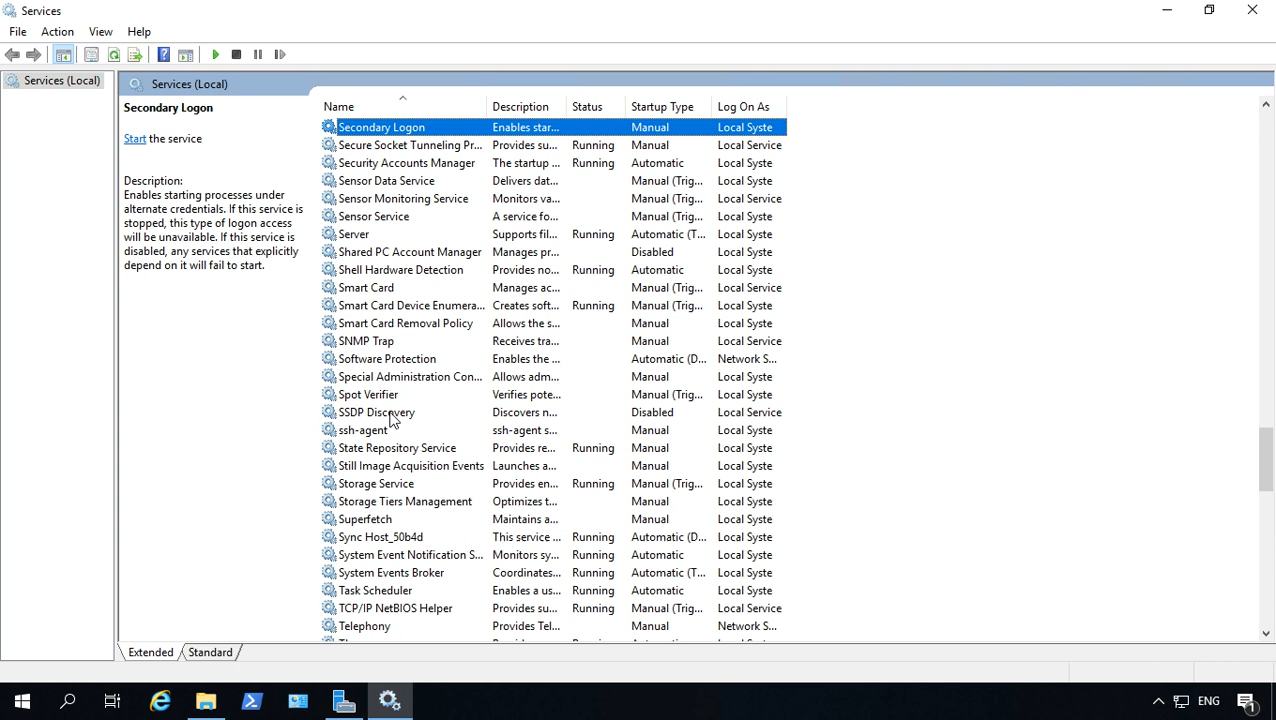 Services
File Action View Help
Services (Local)
Services (Local)
Secondary Logon
Start the service
Description:
Enables starting processes under
alternate credentials. If this service is
stopped, this type of logon access
will be unavailable. If this service is
disabled, any services that explicitly
depend on it will fail to start.
Name Description Status Startup Type Log On As
Secondary Logon Enables star... Manual Local Syste
Secure Socket Tunneling Pr... Provides su... Running Manual Local Service
Security Accounts Manager The startup ... Running Automatic Local Syste
Sensor Data Service Delivers dat... Manual (Trig... Local Syste
Sensor Monitoring Service Monitors va... Manual (Trig... Local Service
Sensor Service A service fo... Manual (Trig... Local Syste
Server Supports fil... Running Automatic (T... Local Syste
Shared PC Account Manager Manages pr... Disabled Local Syste
Shell Hardware Detection Provides no... Running Automatic Local Syste
Smart Card Manages ac... Manual (Trig... Local Service
Smart Card Device Enumera... Creates soft... Running Manual (Trig... Local Syste
Smart Card Removal Policy Allows the s... Manual Local Syste
SNMP Trap Receives tra... Manual Local Service
Software Protection Enables the ... Automatic (D... Network S...
Special Administration Con... Allows adm... Manual Local Syste
Spot Verifier Verifies pote... Manual (Trig... Local Syste
SSDP Discovery Discovers n... Disabled Local Service
ssh-agent ssh-agent s... Manual Local Syste
State Repository Service Provides re... Running Manual Local Syste
Still Image Acquisition Events Launches a... Manual Local Syste
Storage Service Provides en... Running Manual (Trig... Local Syste
Storage Tiers Management Optimizes t... Manual Local Syste
Superfetch Maintains a... Manual Local Syste
Sync Host_50b4d This service ... Running Automatic (D... Local Syste
System Event Notification S... Monitors sy... Running Automatic Local Syste
System Events Broker Coordinates... Running Automatic (T... Local Syste
Task Scheduler Enables a us... Running Automatic Local Syste
TCP/IP NetBIOS Helper Provides su... Running Manual (Trig... Local Service
Telephony Provides Tel... Manual Network S...
Extended Standard
ENG 1